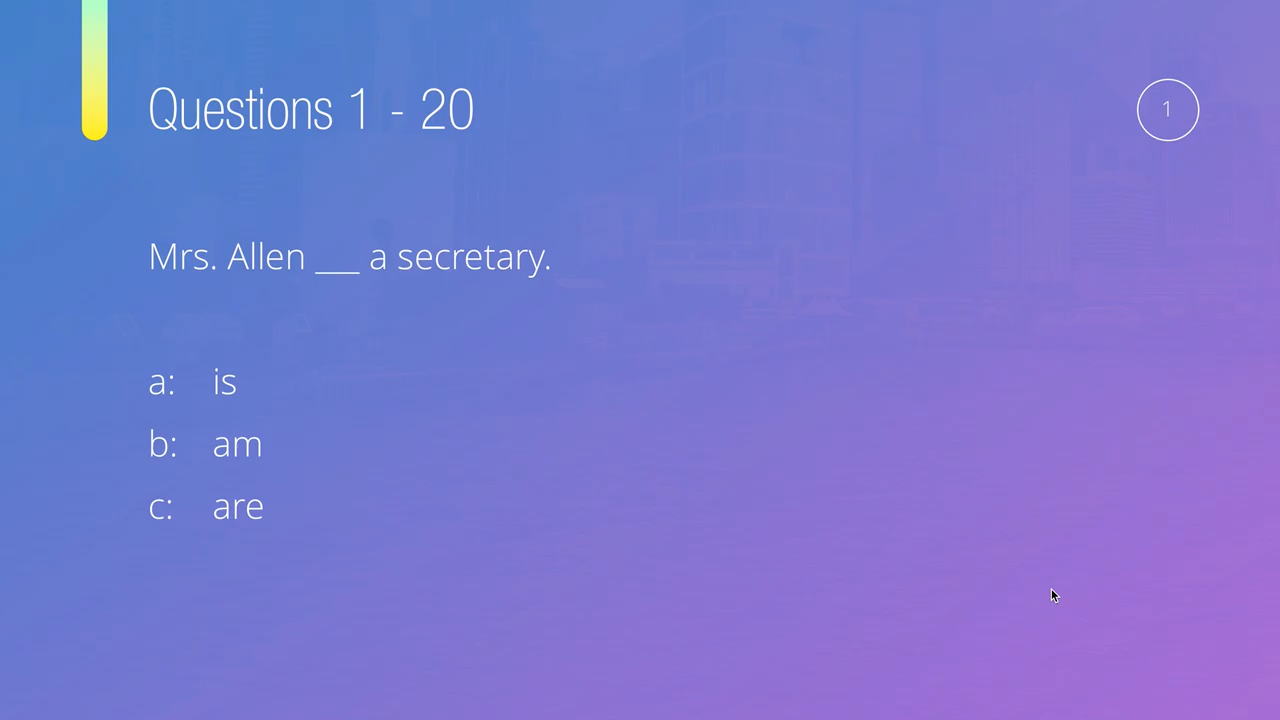 Questions 1 - 20
1
Mrs. Allen ___ a secretary.
a: is
b: am
c: are